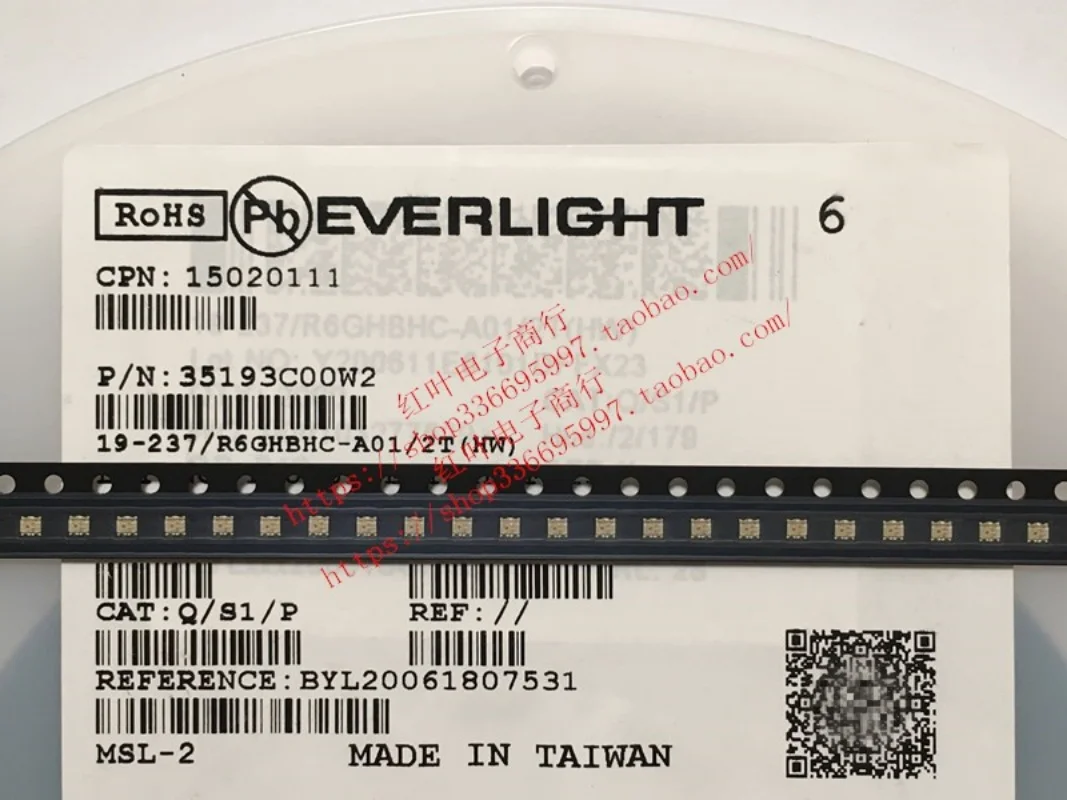 RoHS Pb EVERLIGHT 6
CPN: 15020111
P/N: 35193C00W2
19-237/R6GHBHC-A01/2T(HW)
红叶电子商行
https://shop336695997.taobao.com/
红叶电子商行
https://shop336695997.taobao.com/
CAT:Q/S1/P REF://
REFERENCE:BYL20061807531
MSL-2 MADE IN TAIWAN